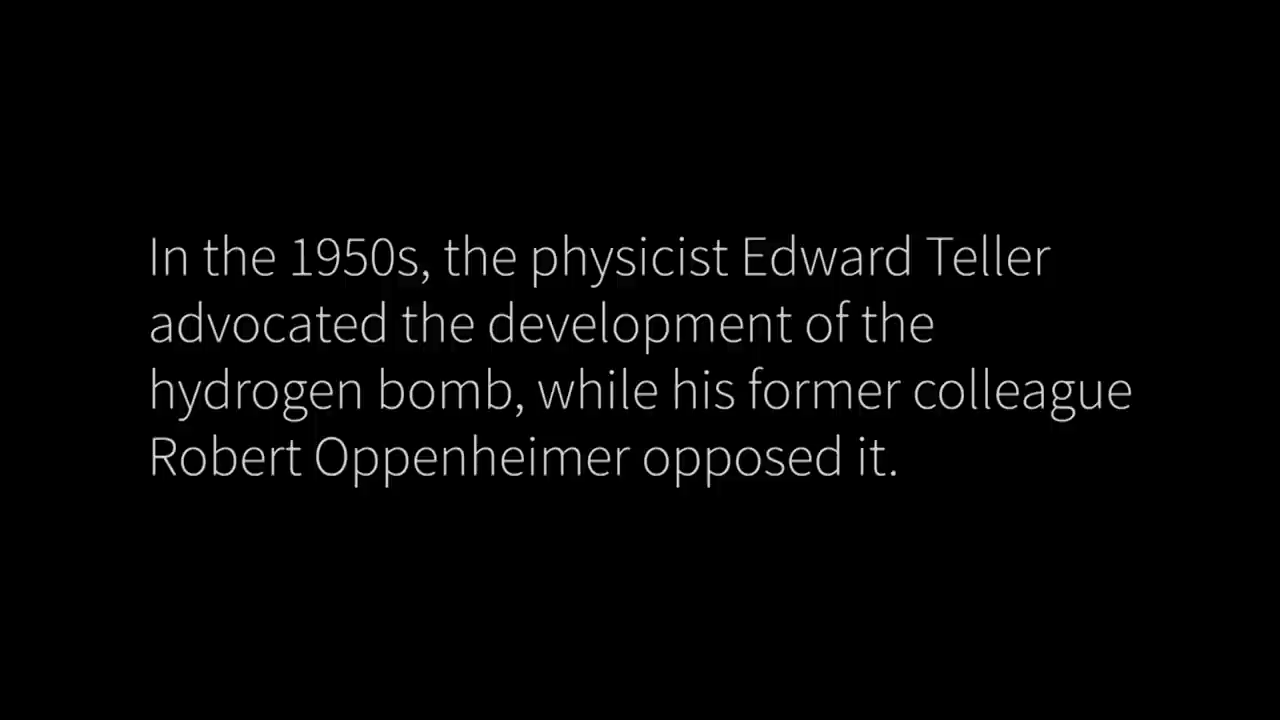 In the 1950s, the physicist Edward Teller
advocated the development of the
hydrogen bomb, while his former colleague
Robert Oppenheimer opposed it.